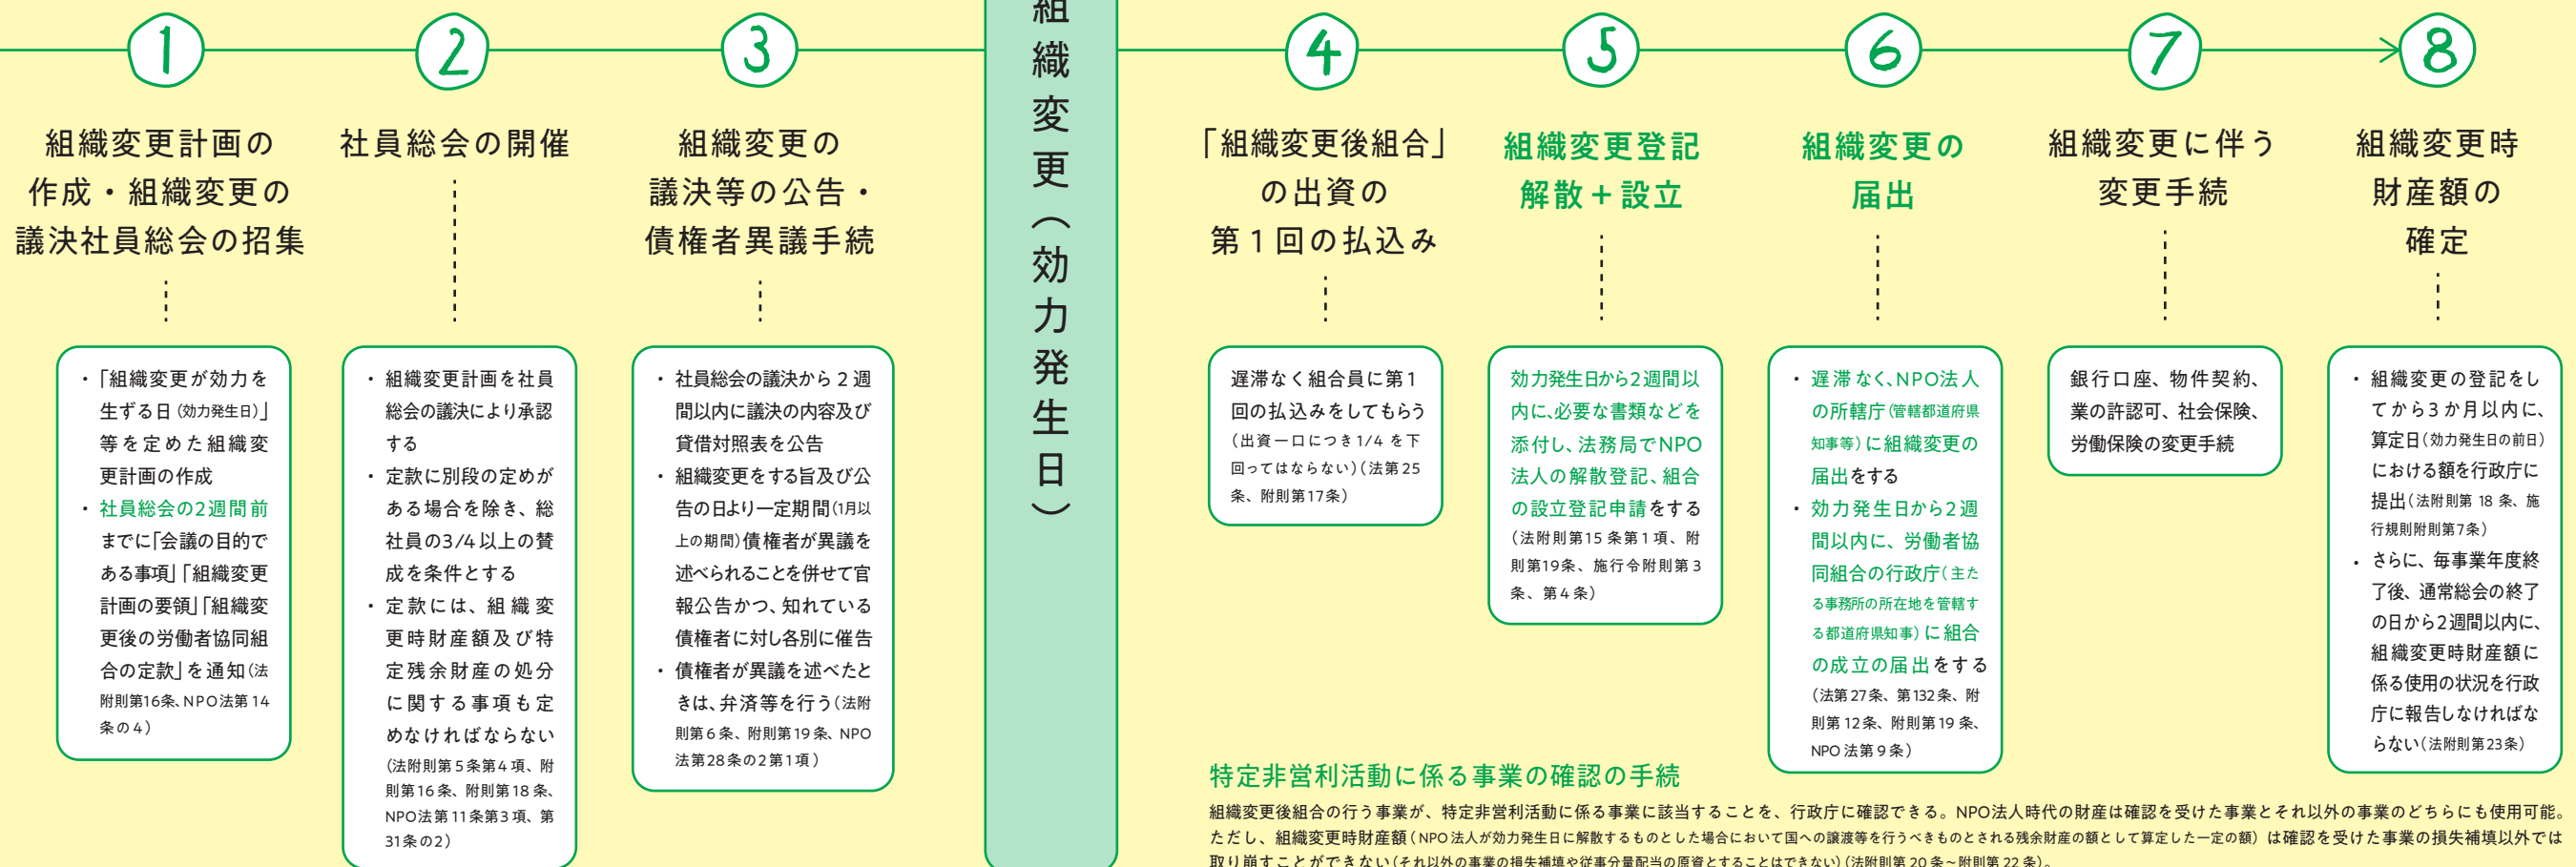 1
組織変更計画の
作成・組織変更の
議決社員総会の招集
・「組織変更が効力を
生ずる日（効力発生日）」
等を定めた組織変
更計画の作成
・社員総会の2週間前
までに「会議の目的で
ある事項」「組織変更
計画の要領」「組織変
更後の労働者協同組
合の定款」を通知（法
附則第16条、NPO法第14
条の4）
2
社員総会の開催
・組織変更計画を社員
総会の議決により承認
する
・定款に別段の定めが
ある場合を除き、総
社員の3/4以上の賛
成を条件とする
・定款には、組織変
更時財産額及び特
定残余財産の処分
に関する事項も定
めなければならない
（法附則第5条第4項、附
則第16条、附則第18条、
NPO法第11条第3項、第
31条の2）
3
組織変更の
議決等の公告・
債権者異議手続
・社員総会の議決から2週
間以内に議決の内容及び
貸借対照表を公告
・組織変更をする旨及び公
告の日より一定期間（1月以
上の期間）債権者が異議を
述べられることを併せて官
報公告かつ、知れている
債権者に対し各別に催告
・債権者が異議を述べたと
きは、弁済等を行う（法附
則第6条、附則第19条、NPO
法第28条の2第1項）
組織変更（効力発生日）
4
「組織変更後組合」
の出資の
第1回の払込み
遅滞なく組合員に第1
回の払込みをしてもらう
（出資一口につき1/4を下
回ってはならない）（法第25
条、附則第17条）
5
組織変更登記
解散＋設立
効力発生日から2週間以
内に、必要な書類などを
添付し、法務局でNPO
法人の解散登記、組合
の設立登記申請をする
（法附則第15条第1項、附
則第19条、施行令附則第3
条、第4条）
6
組織変更の
届出
・遅滞なく、NPO法人
の所轄庁（管轄都道府県
知事等）に組織変更の
届出をする
・効力発生日から2週
間以内に、労働者協
同組合の行政庁（主た
る事務所の所在地を管轄す
る都道府県知事）に組合
の成立の届出をする
（法第27条、第132条、附
則第12条、附則第19条、
NPO法第9条）
7
組織変更に伴う
変更手続
銀行口座、物件契約、
業の許認可、社会保険、
労働保険の変更手続
8
組織変更時
財産額の
確定
・組織変更の登記をし
てから3か月以内に、
算定日（効力発生日の前日）
における額を行政庁に
提出（法附則第18条、施
行規則附則第7条）
・さらに、毎事業年度終
了後、通常総会の終了
の日から2週間以内に、
組織変更時財産額に
係る使用の状況を行政
庁に報告しなければな
らない（法附則第23条）
特定非営利活動に係る事業の確認の手続
組織変更後組合の行う事業が、特定非営利活動に係る事業に該当することを、行政庁に確認できる。NPO法人時代の財産は確認を受けた事業とそれ以外の事業のどちらにも使用可能。
ただし、組織変更時財産額（NPO法人が効力発生日に解散するものとした場合において国への譲渡等を行うべきものとされる残余財産の額として算定した一定の額）は確認を受けた事業の損失補填以外では
取り崩すことができない（それ以外の事業の損失補填や従事分量配当の原資とすることはできない）（法附則第20条～附則第22条）。